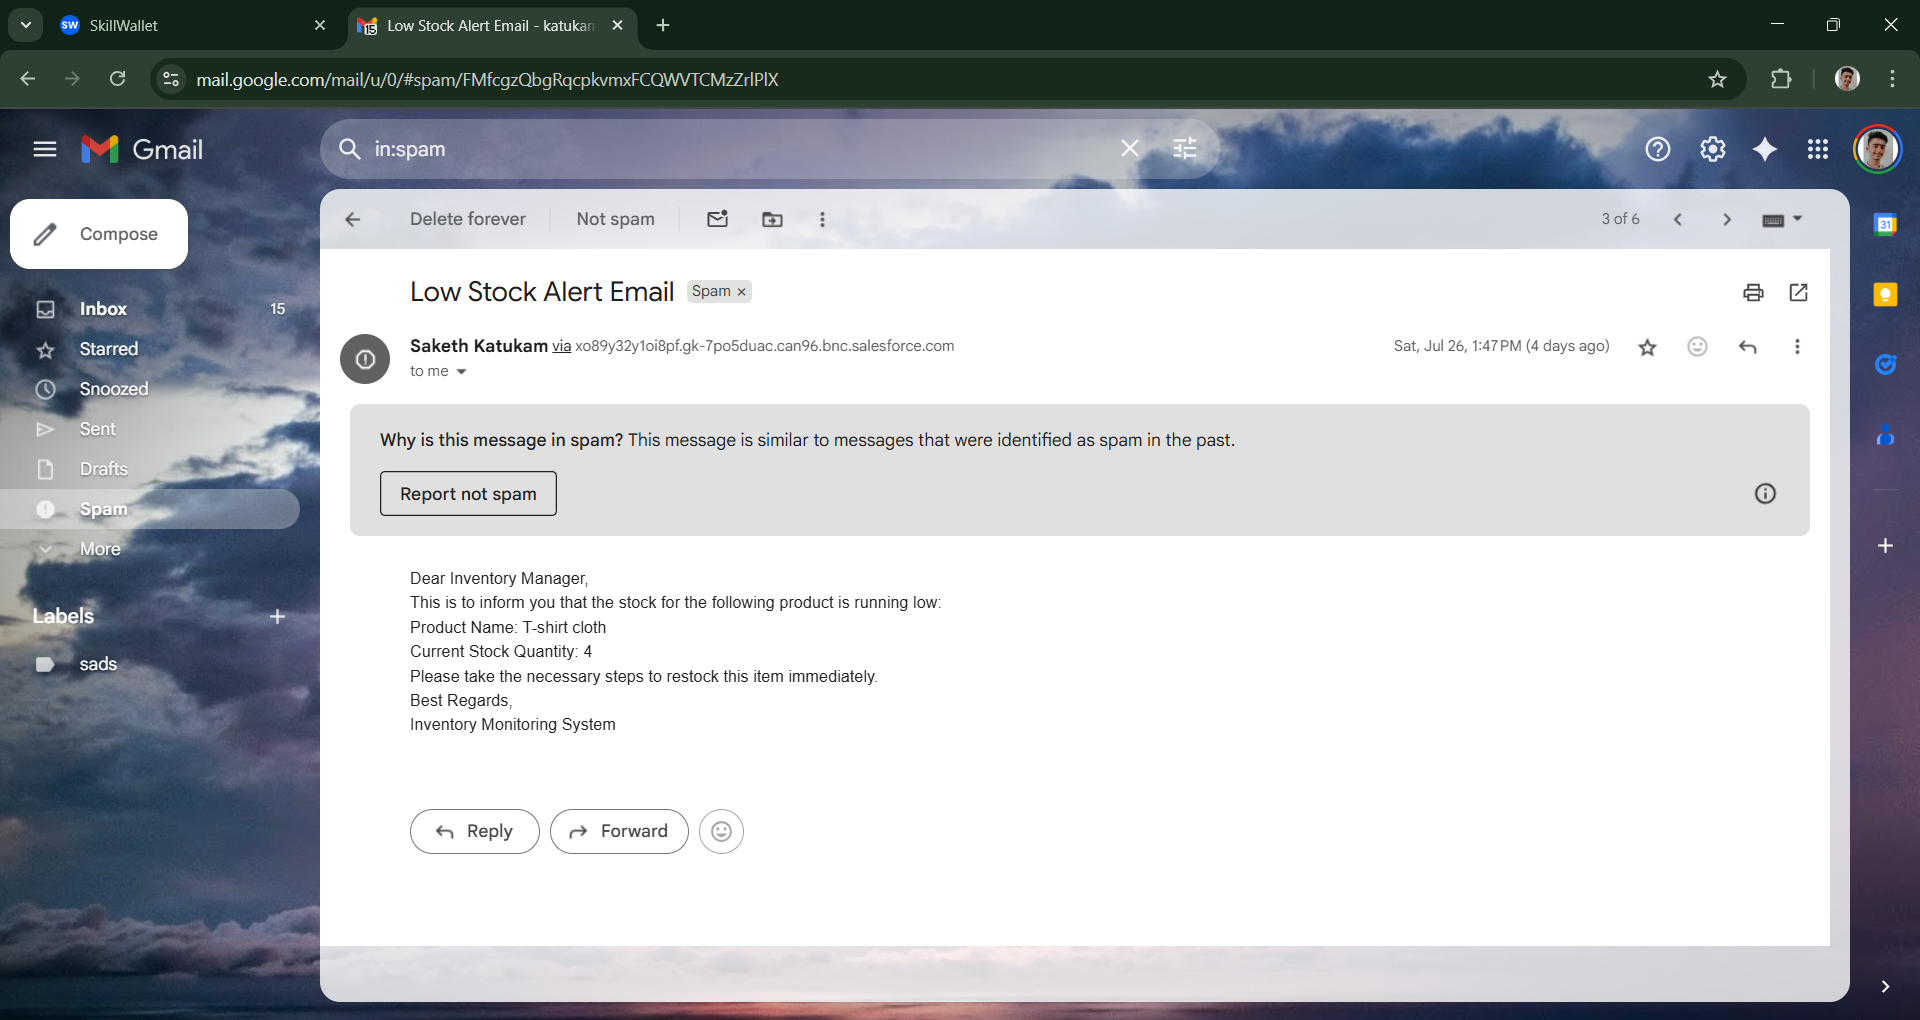 SkillWallet
Low Stock Alert Email - katukam
mail.google.com/mail/u/0/#spam/FMfcgzQbgRqcpkvmxFCQWVTCMzZrlPlX
Gmail
in:spam
Compose
Inbox 15
Starred
Snoozed
Sent
Drafts
Spam
More
Labels
sads
Delete forever
Not spam
3 of 6
Low Stock Alert Email Spam
Saketh Katukam via xo89y32y1oi8pf.gk-7po5duac.can96.bnc.salesforce.com
Sat, Jul 26, 1:47 PM (4 days ago)
to me
Why is this message in spam? This message is similar to messages that were identified as spam in the past.
Report not spam
Dear Inventory Manager,
This is to inform you that the stock for the following product is running low:
Product Name: T-shirt cloth
Current Stock Quantity: 4
Please take the necessary steps to restock this item immediately.
Best Regards,
Inventory Monitoring System
Reply
Forward